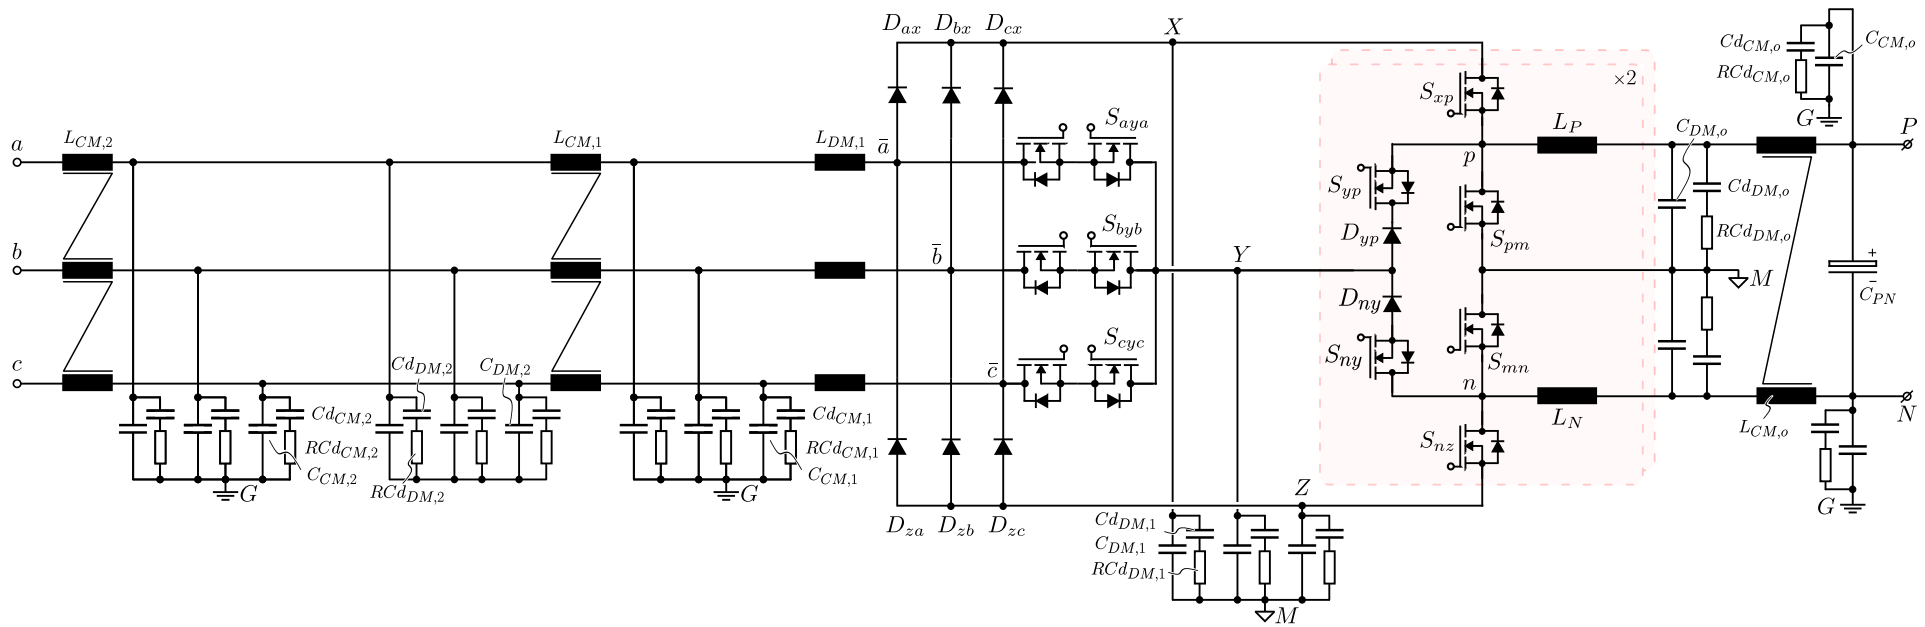 D_ax D_bx D_cx X
Cd_CM,o C_CM,o
RCd_CM,o
×2
S_xp
G
a L_CM,2 L_CM,1 L_DM,1 ā S_aya
L_P C_DM,o P
p
S_yp Cd_DM,o
b b̄ S_byb Y D_yp S_pm RCd_DM,o
+
M
D_ny − C_PN
c Cd_DM,2 C_DM,2 c̄ S_cyc S_ny S_mn
n
Cd_CM,2 Cd_CM,1 L_N N
RCd_CM,2 RCd_CM,1 S_nz L_CM,o
C_CM,2 C_CM,1
G RCd_DM,2 G Z G
D_za D_zb D_zc
Cd_DM,1
C_DM,1
RCd_DM,1
M